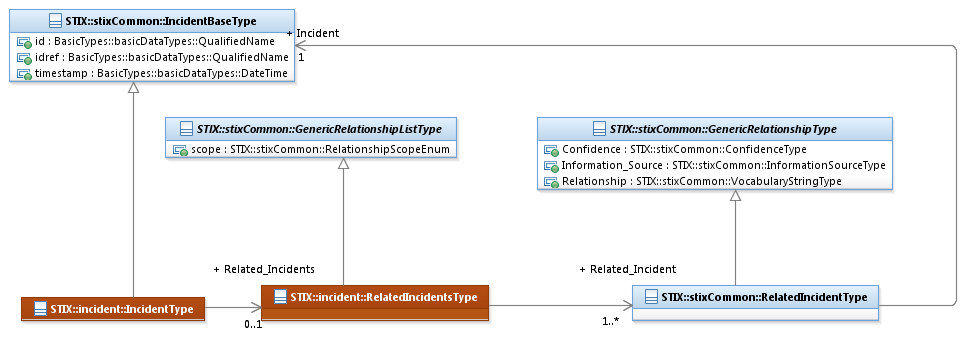 STIX::stixCommon::IncidentBaseType
id : BasicTypes::basicDataTypes::QualifiedName
idref : BasicTypes::basicDataTypes::QualifiedName
timestamp : BasicTypes::basicDataTypes::DateTime
+ Incident
1
STIX::stixCommon::GenericRelationshipListType
scope : STIX::stixCommon::RelationshipScopeEnum
STIX::stixCommon::GenericRelationshipType
Confidence : STIX::stixCommon::ConfidenceType
Information_Source : STIX::stixCommon::InformationSourceType
Relationship : STIX::stixCommon::VocabularyStringType
+ Related_Incidents
+ Related_Incident
STIX::incident::IncidentType
STIX::incident::RelatedIncidentsType
STIX::stixCommon::RelatedIncidentType
0..1
1..*